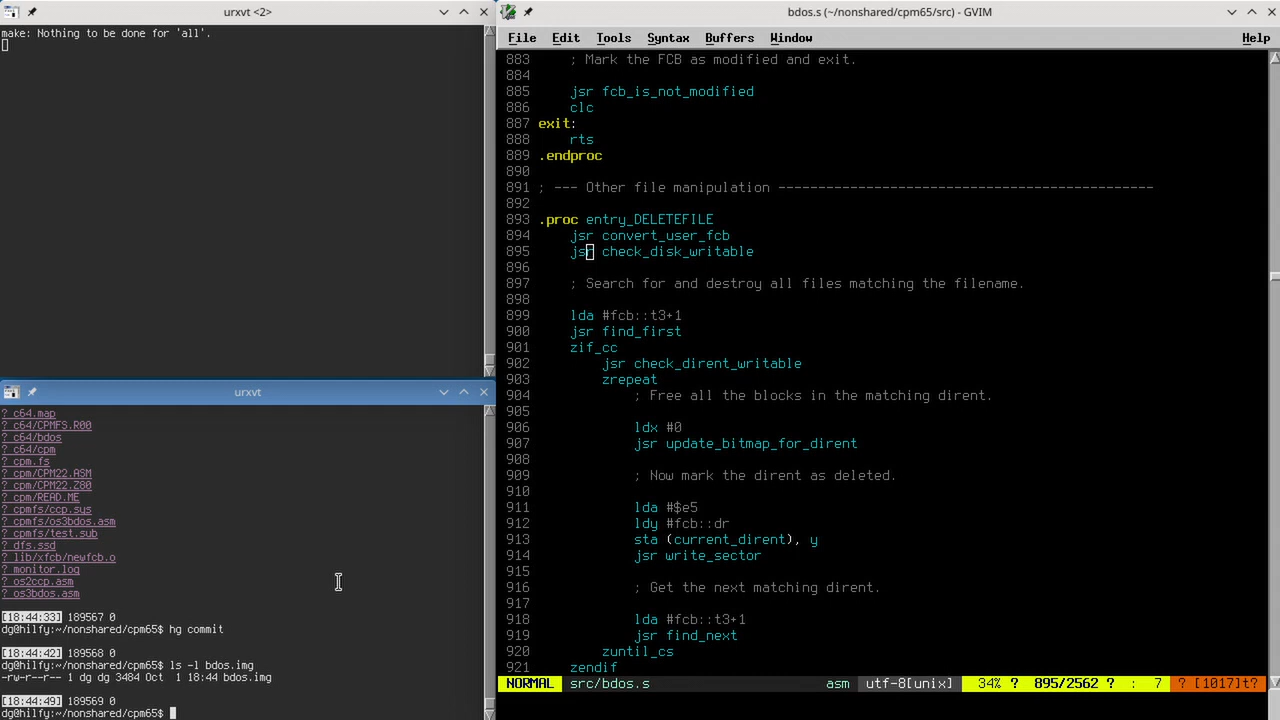 urxvt <2>
make: Nothing to be done for 'all'.
urxvt
? c64.map
? c64/CPMFS.R00
? c64/bdos
? c64/cpm
? cpm.fs
? cpm/CPM22.ASM
? cpm/CPM22.Z80
? cpm/READ.ME
? cpmfs/ccp.sys
? cpmfs/os3bdos.asm
? cpmfs/test.sub
? dfs.ssd
? lib/xfcb/newfcb.o
? monitor.log
? os2ccp.asm
? os3bdos.asm
[18:44:33] 189567 0
dg@hilfy:~/nonshared/cpm65$ hg commit
[18:44:42] 189568 0
dg@hilfy:~/nonshared/cpm65$ ls -l bdos.img
-rw-r--r-- 1 dg dg 3484 Oct  1 18:44 bdos.img
[18:44:49] 189569 0
dg@hilfy:~/nonshared/cpm65$
bdos.s (~/nonshared/cpm65/src) - GVIM
File Edit Tools Syntax Buffers Window Help
883     ; Mark the FCB as modified and exit.
884
885     jsr fcb_is_not_modified
886     clc
887 exit:
888     rts
889 .endproc
890
891 ; --- Other file manipulation -----------------------------------------------
892
893 .proc entry_DELETEFILE
894     jsr convert_user_fcb
895     jsr check_disk_writable
896
897     ; Search for and destroy all files matching the filename.
898
899     lda #fcb::t3+1
900     jsr find_first
901     zif_cc
902         jsr check_dirent_writable
903         zrepeat
904             ; Free all the blocks in the matching dirent.
905
906             ldx #0
907             jsr update_bitmap_for_dirent
908
909             ; Now mark the dirent as deleted.
910
911             lda #$e5
912             ldy #fcb::dr
913             sta (current_dirent), y
914             jsr write_sector
915
916             ; Get the next matching dirent.
917
918             lda #fcb::t3+1
919             jsr find_next
920         zuntil_cs
921     zendif
NORMAL src/bdos.s asm utf-8[unix] 34% ? 895/2562 ? : 7 ? [1017]t?